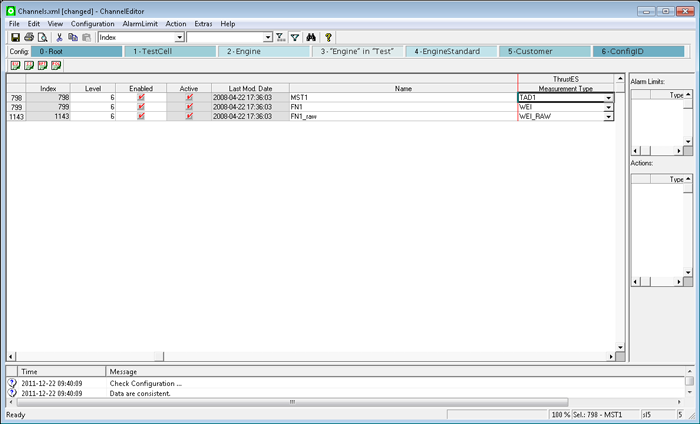 Channels.xml [changed] - ChannelEditor
File Edit View Configuration AlarmLimit Action Extras Help
Index
Config: 0 - Root 1 - TestCell 2 - Engine 3 - "Engine" in "Test" 4 - EngineStandard 5 - Customer 6 - ConfigID
ThrustES
Index Level Enabled Active Last Mod. Date Name Measurement Type
798 798 6 2008-04-22 17:36:03 MST1 TAD1
799 799 6 2008-04-22 17:36:03 FN1 WEI
1143 1143 6 2008-04-22 17:36:03 FN1_raw WEI_RAW
Alarm Limits:
Type
Actions:
Type
Time Message
2011-12-22 09:40:09 Check Configuration ...
2011-12-22 09:40:09 Data are consistent.
Ready 100 % Sel.: 798 - MST1 sl5 5